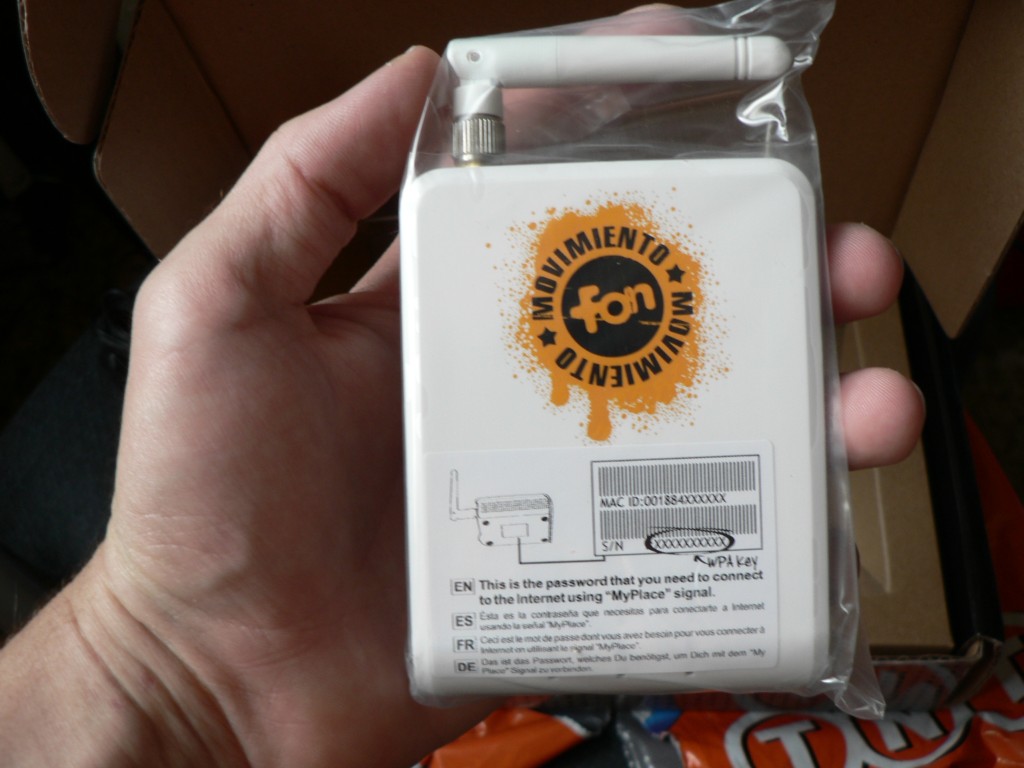 MOVIMIENTO
fon
MOVIMIENTO
MAC ID:001884XXXXXX
S/N XXXXXXXXXX
WPA Key
EN This is the password that you need to connect
to the Internet using "MyPlace" signal.
ES Ésta es la contraseña que necesitas para conectarte a Internet
usando la señal "MyPlace".
FR Ceci est le mot de passe dont vous avez besoin pour vous connecter à
Internet en utilisant le signal "MyPlace".
DE Das ist das Passwort, welches Du benötigst, um Dich mit dem "My
Place" Signal zu verbinden.
TN